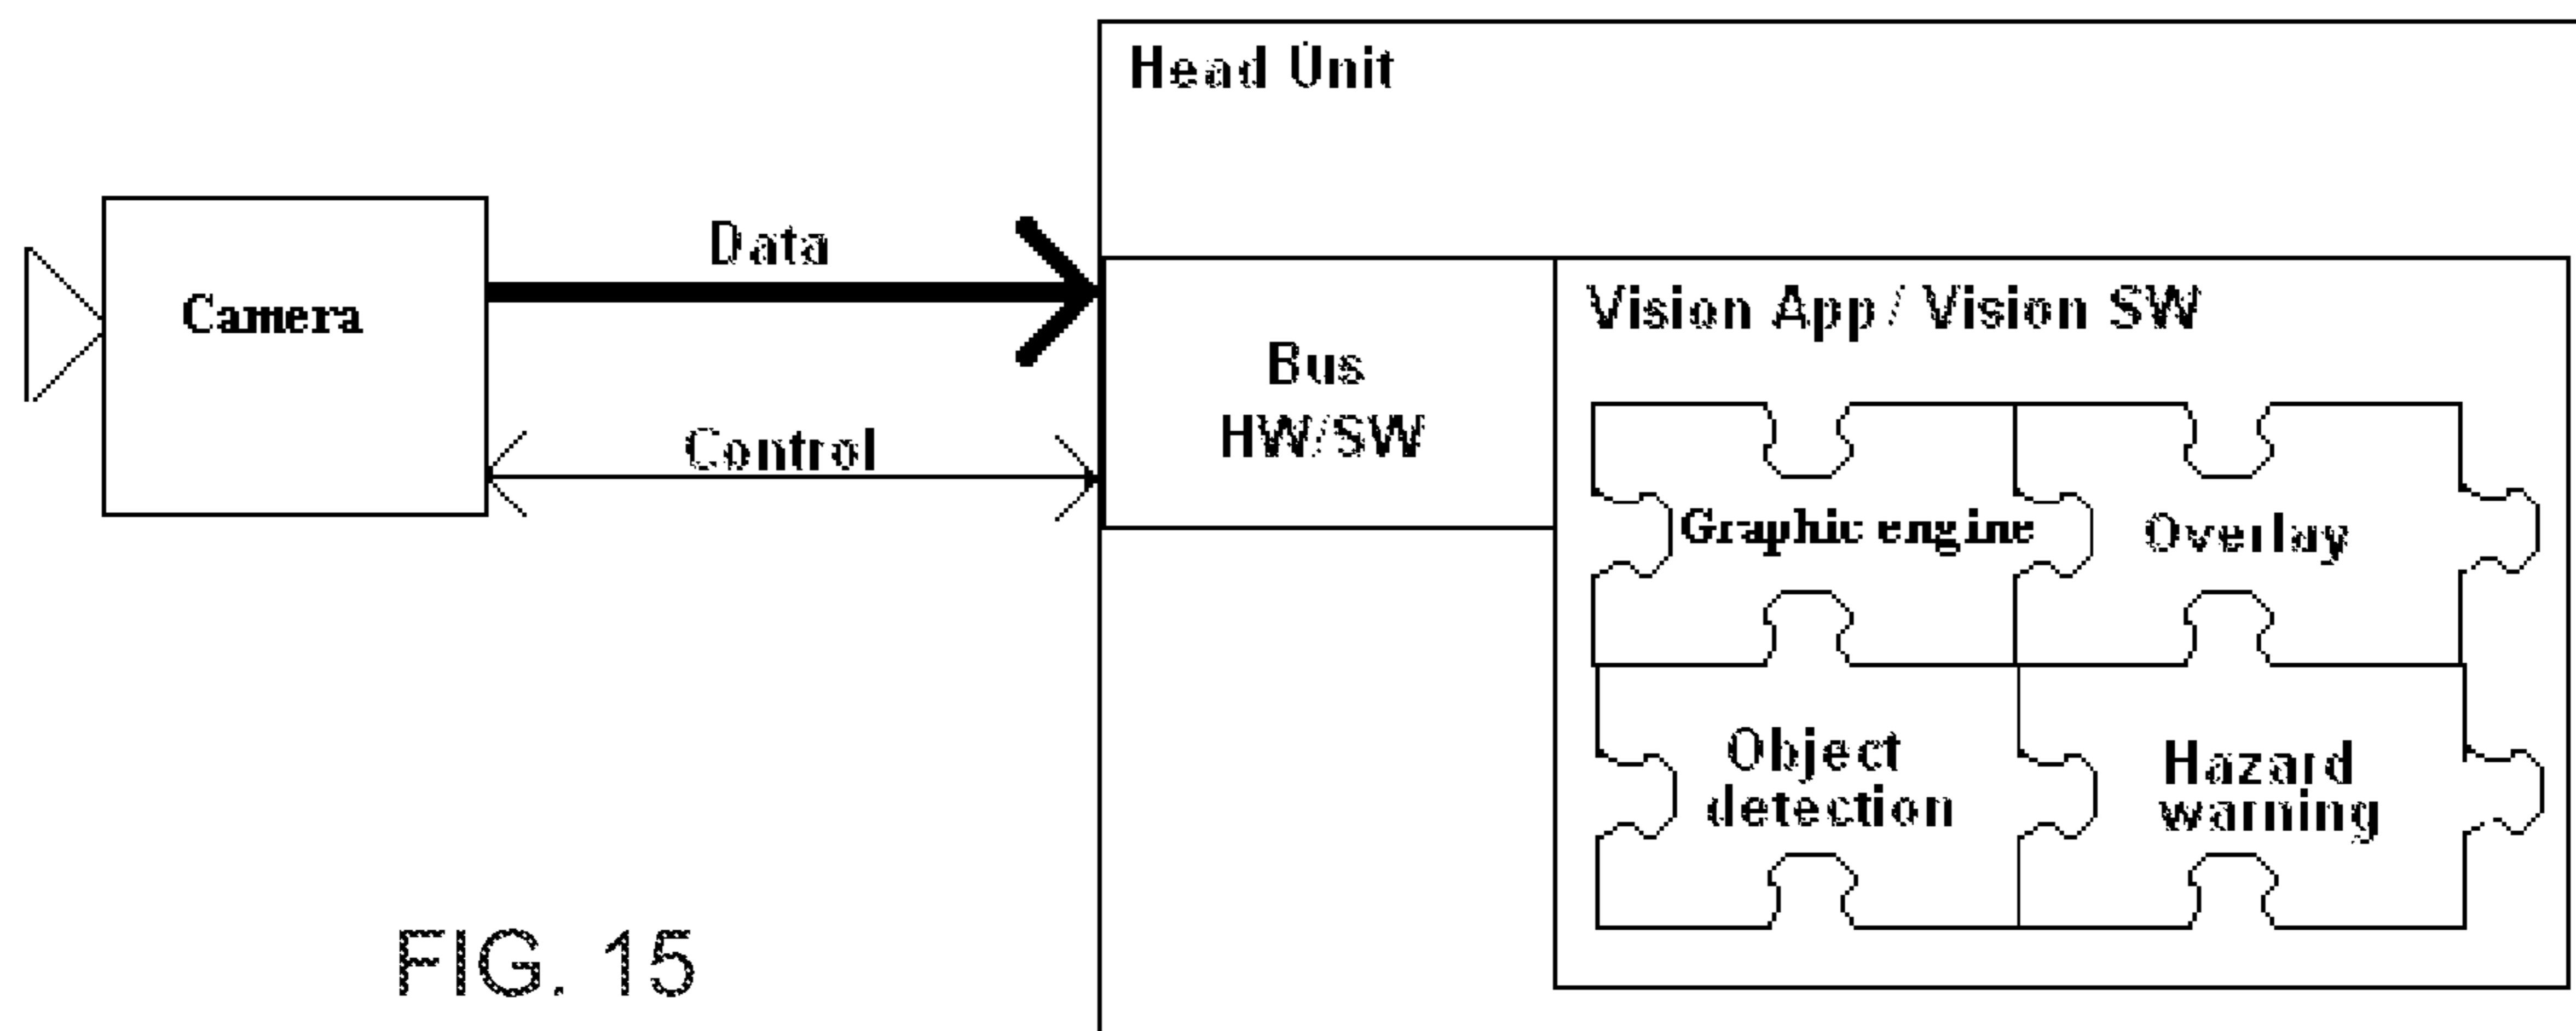 Head Unit
Camera
Data
Control
Bus
HW/SW
Vision App / Vision SW
Graphic engine
Overlay
Object
detection
Hazard
warning
FIG. 15